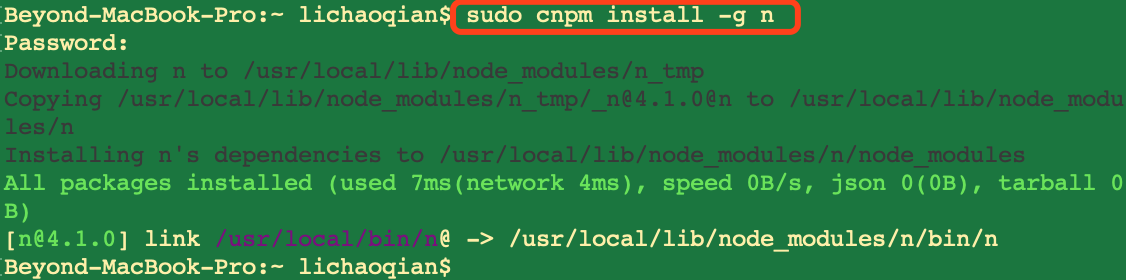 [Beyond-MacBook-Pro:~ lichaoqian$ sudo cnpm install -g n
[Password:
Downloading n to /usr/local/lib/node_modules/n_tmp
Copying /usr/local/lib/node_modules/n_tmp/_n@4.1.0@n to /usr/local/lib/node_modu
les/n
Installing n's dependencies to /usr/local/lib/node_modules/n/node_modules
All packages installed (used 7ms(network 4ms), speed 0B/s, json 0(0B), tarball 0
B)
[n@4.1.0] link /usr/local/bin/n@ -> /usr/local/lib/node_modules/n/bin/n
[Beyond-MacBook-Pro:~ lichaoqian$